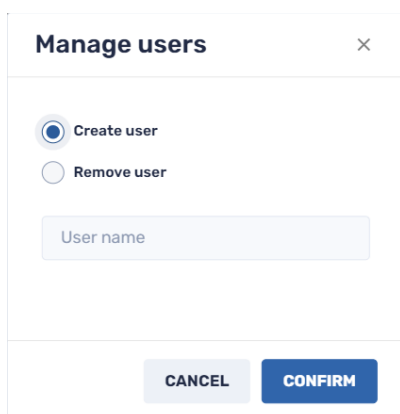 Manage users
Create user
Remove user
User name
CANCEL CONFIRM